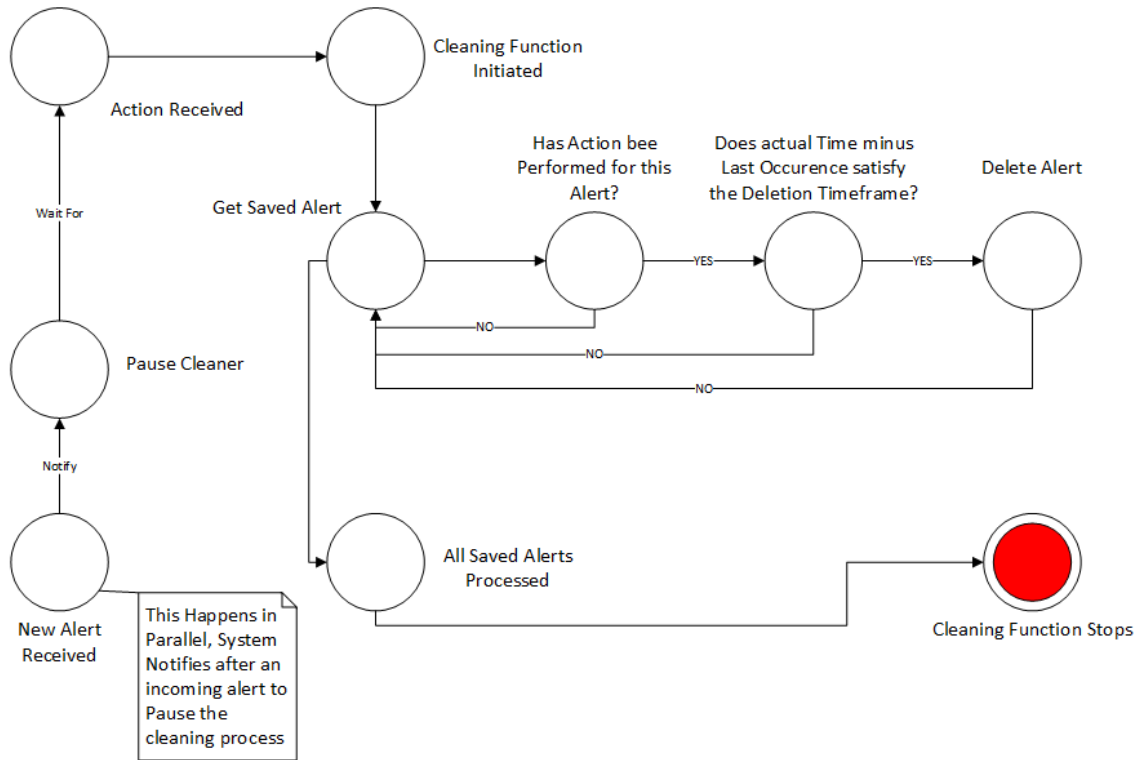 Cleaning Function
Initiated
Action Received
Has Action bee
Performed for this
Alert?
Does actual Time minus
Last Occurence satisfy
the Deletion Timeframe?
Delete Alert
Get Saved Alert
Wait For
YES
YES
NO
NO
NO
Pause Cleaner
Notify
All Saved Alerts
Processed
New Alert
Received
This Happens in
Parallel, System
Notifies after an
incoming alert to
Pause the
cleaning process
Cleaning Function Stops